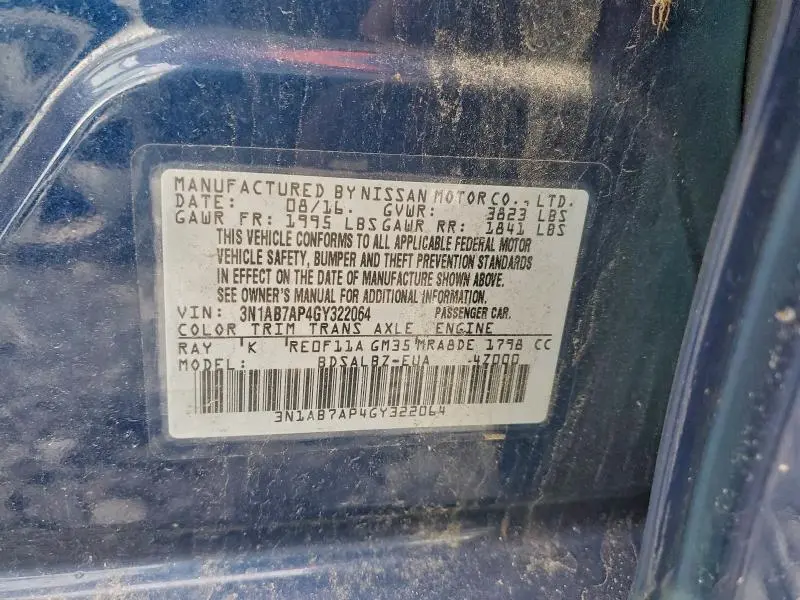 MANUFACTURED BY NISSAN MOTOR CO., LTD.
DATE: 08/16. GVWR: 3823 LBS
GAWR FR: 1995 LBS GAWR RR: 1841 LBS
THIS VEHICLE CONFORMS TO ALL APPLICABLE FEDERAL MOTOR
VEHICLE SAFETY, BUMPER AND THEFT PREVENTION STANDARDS
IN EFFECT ON THE DATE OF MANUFACTURE SHOWN ABOVE.
SEE OWNER'S MANUAL FOR ADDITIONAL INFORMATION.
VIN: 3N1AB7AP4GY322064 PASSENGER CAR.
COLOR TRIM TRANS AXLE ENGINE
RAY K RE0F11A GM35 MRA8DE 1798 CC
MODEL: BDSALBZ-EUA 47000
3N1AB7AP4GY322064